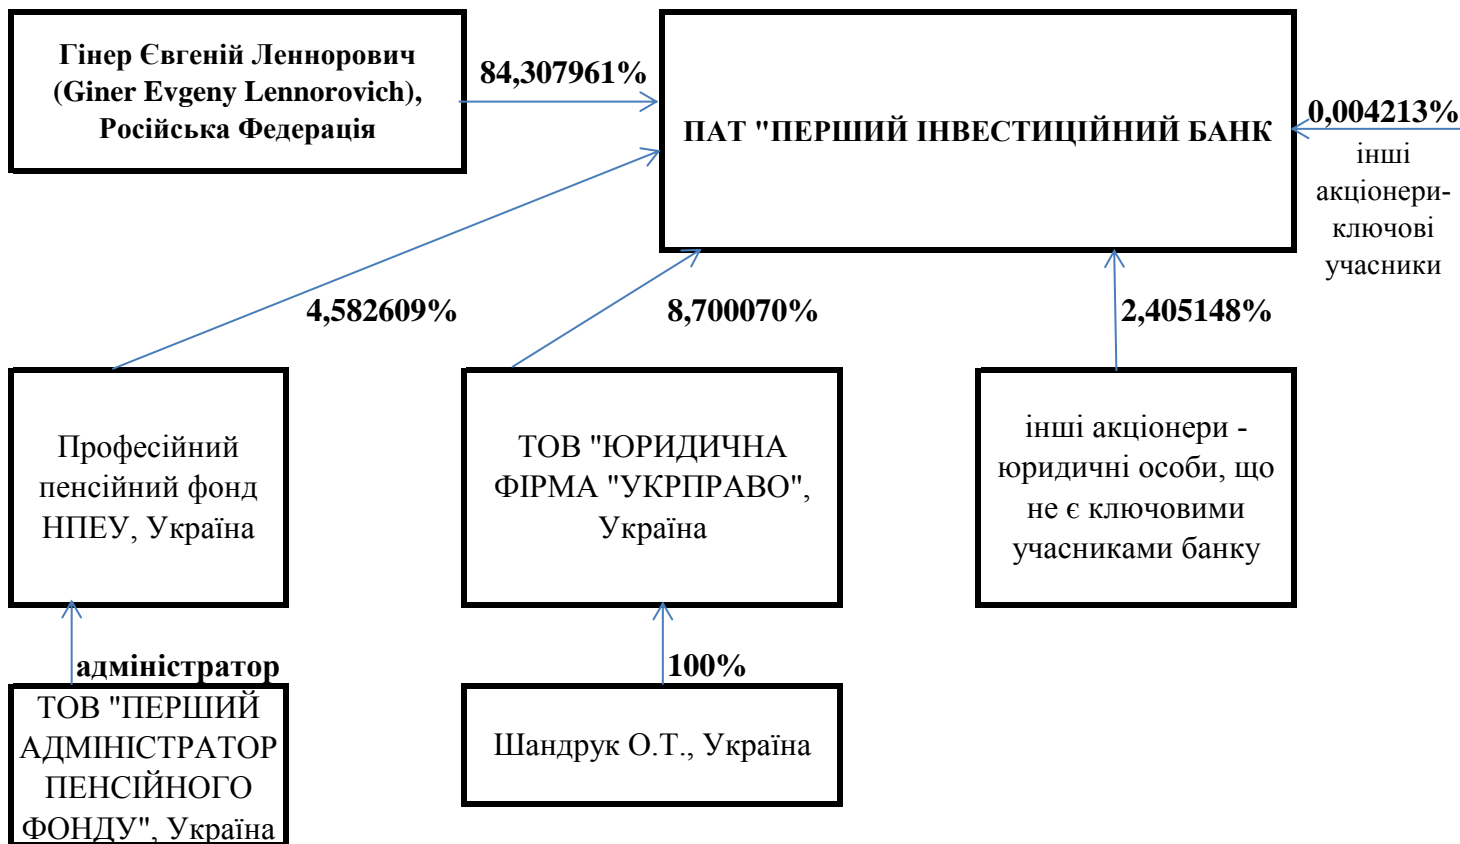 Гінер Євгеній Леннорович
(Giner Evgeny Lennorovich),
Російська Федерація
84,307961%
ПАТ "ПЕРШИЙ ІНВЕСТИЦІЙНИЙ БАНК
0,004213%
інші
акціонери-
ключові
учасники
4,582609%
8,700070%
2,405148%
Професійний
пенсійний фонд
НПЕУ, Україна
ТОВ "ЮРИДИЧНА
ФІРМА "УКРПРАВО",
Україна
інші акціонери -
юридичні особи, що
не є ключовими
учасниками банку
адміністратор
100%
ТОВ "ПЕРШИЙ
АДМІНІСТРАТОР
ПЕНСІЙНОГО
ФОНДУ", Україна
Шандрук О.Т., Україна